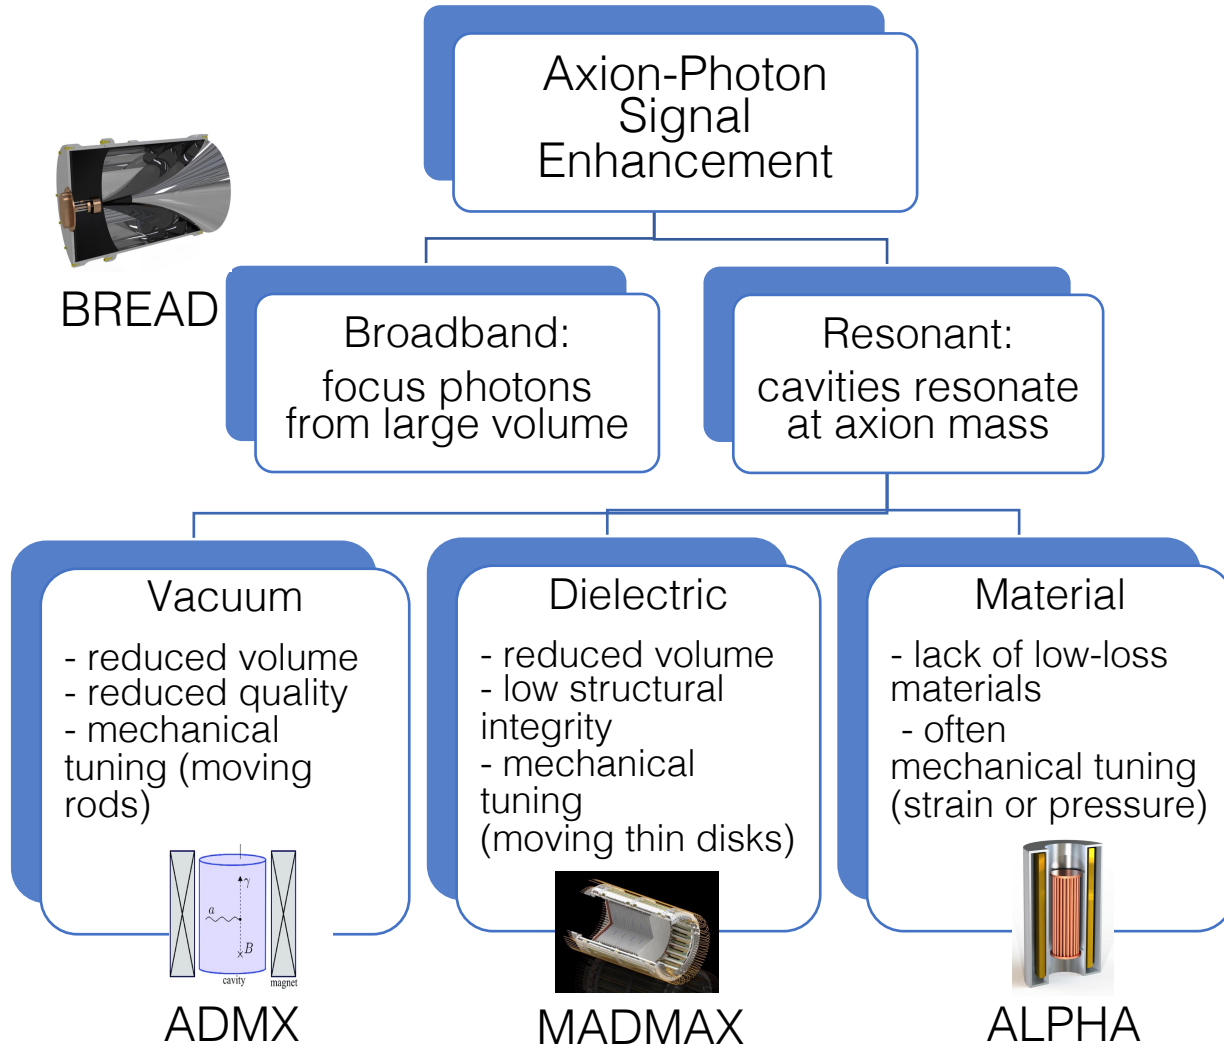 Axion-Photon
Signal
Enhancement
BREAD
Broadband:
focus photons
from large volume
Resonant:
cavities resonate
at axion mass
Vacuum
- reduced volume
- reduced quality
- mechanical
tuning (moving
rods)
Dielectric
- reduced volume
- low structural
integrity
- mechanical
tuning
(moving thin disks)
Material
- lack of low-loss
materials
- often
mechanical tuning
(strain or pressure)
γ
a
B
cavity
magnet
ADMX
MADMAX
ALPHA